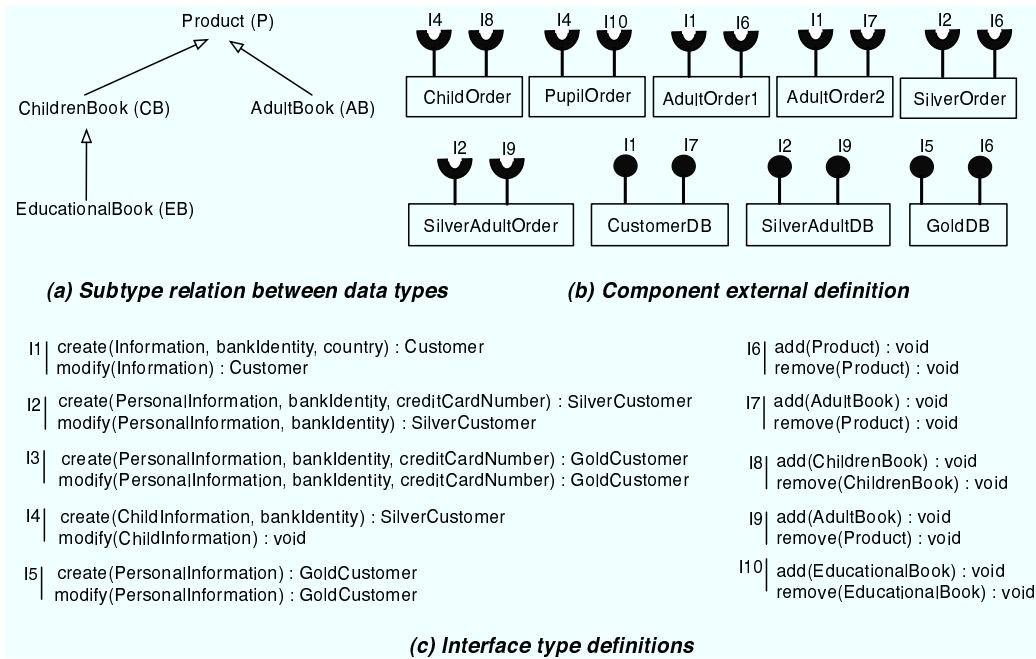 Product (P)
ChildrenBook (CB)
AdultBook (AB)
EducationalBook (EB)
I4 I8 I4 I10 I1 I6 I1 I7 I2 I6
ChildOrder PupilOrder AdultOrder1 AdultOrder2 SilverOrder
I2 I9 I1 I7 I2 I9 I5 I6
SilverAdultOrder CustomerDB SilverAdultDB GoldDB
(a) Subtype relation between data types
(b) Component external definition
I1
create(Information, bankIdentity, country) : Customer
modify(Information) : Customer
I2
create(PersonalInformation, bankIdentity, creditCardNumber) : SilverCustomer
modify(PersonalInformation, bankIdentity) : SilverCustomer
I3
create(PersonalInformation, bankIdentity, creditCardNumber) : GoldCustomer
modify(PersonalInformation, bankIdentity, creditCardNumber) : GoldCustomer
I4
create(ChildInformation, bankIdentity) : SilverCustomer
modify(ChildInformation) : void
I5
create(PersonalInformation) : GoldCustomer
modify(PersonalInformation) : GoldCustomer
I6
add(Product) : void
remove(Product) : void
I7
add(AdultBook) : void
remove(Product) : void
I8
add(ChildrenBook) : void
remove(ChildrenBook) : void
I9
add(AdultBook) : void
remove(Product) : void
I10
add(EducationalBook) : void
remove(EducationalBook) : void
(c) Interface type definitions